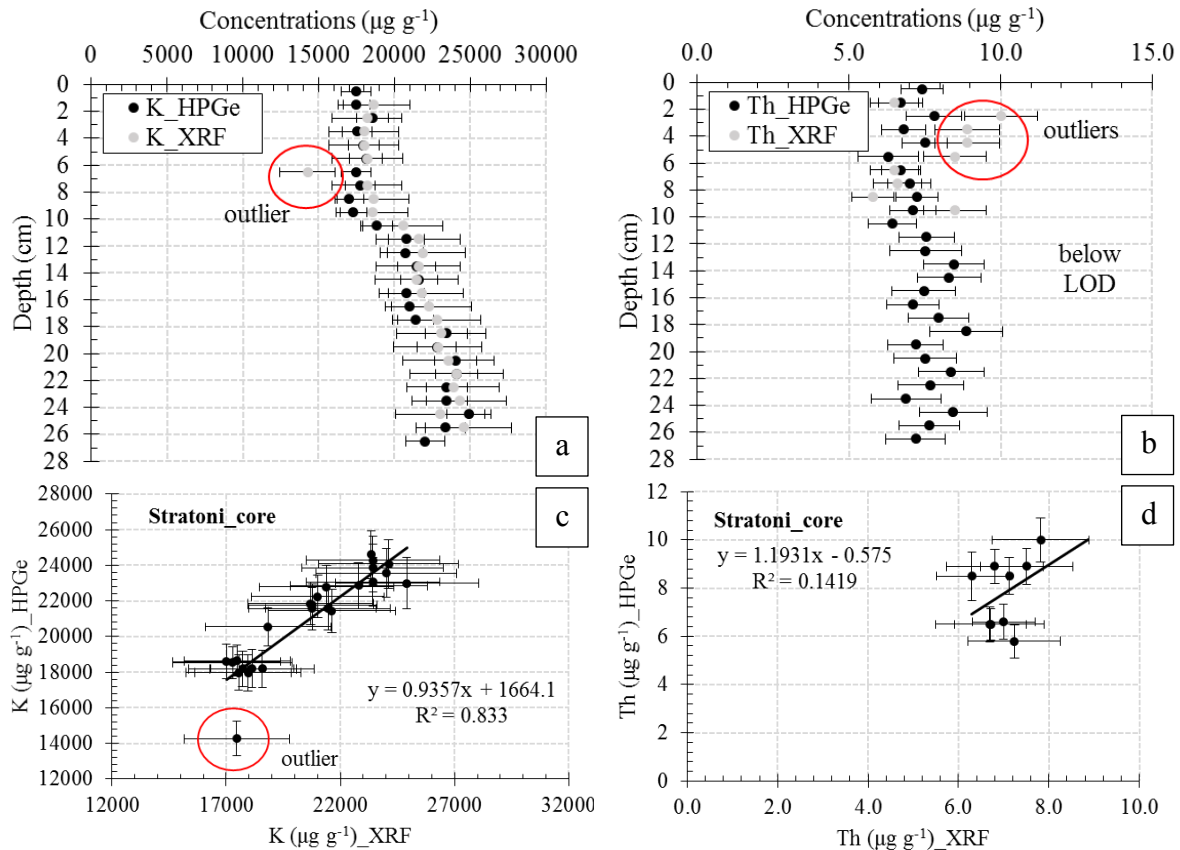 Concentrations (μg g⁻¹)
0 5000 10000 15000 20000 25000 30000
Depth (cm)
0
2
4
6
8
10
12
14
16
18
20
22
24
26
28
K_HPGe
K_XRF
outlier
a
Concentrations (μg g⁻¹)
0.0 5.0 10.0 15.0
Depth (cm)
0
2
4
6
8
10
12
14
16
18
20
22
24
26
28
Th_HPGe
Th_XRF
outliers
below
LOD
b
K (μg g⁻¹)_HPGe
28000
26000
24000
22000
20000
18000
16000
14000
12000
Stratoni_core
c
y = 0.9357x + 1664.1
R² = 0.833
outlier
12000 17000 22000 27000 32000
K (μg g⁻¹)_XRF
Th (μg g⁻¹)_HPGe
12
10
8
6
4
2
0
Stratoni_core
d
y = 1.1931x - 0.575
R² = 0.1419
0.0 2.0 4.0 6.0 8.0 10.0
Th (μg g⁻¹)_XRF